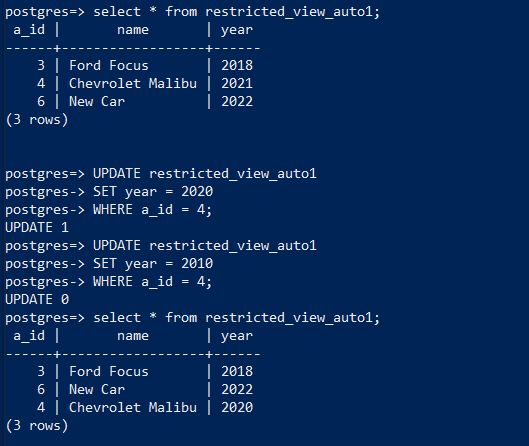 postgres=> select * from restricted_view_auto1;
 a_id |       name       | year
------+------------------+------
    3 | Ford Focus       | 2018
    4 | Chevrolet Malibu | 2021
    6 | New Car          | 2022
(3 rows)
postgres=> UPDATE restricted_view_auto1
postgres-> SET year = 2020
postgres-> WHERE a_id = 4;
UPDATE 1
postgres=> UPDATE restricted_view_auto1
postgres-> SET year = 2010
postgres-> WHERE a_id = 4;
UPDATE 0
postgres=> select * from restricted_view_auto1;
 a_id |       name       | year
------+------------------+------
    3 | Ford Focus       | 2018
    6 | New Car          | 2022
    4 | Chevrolet Malibu | 2020
(3 rows)